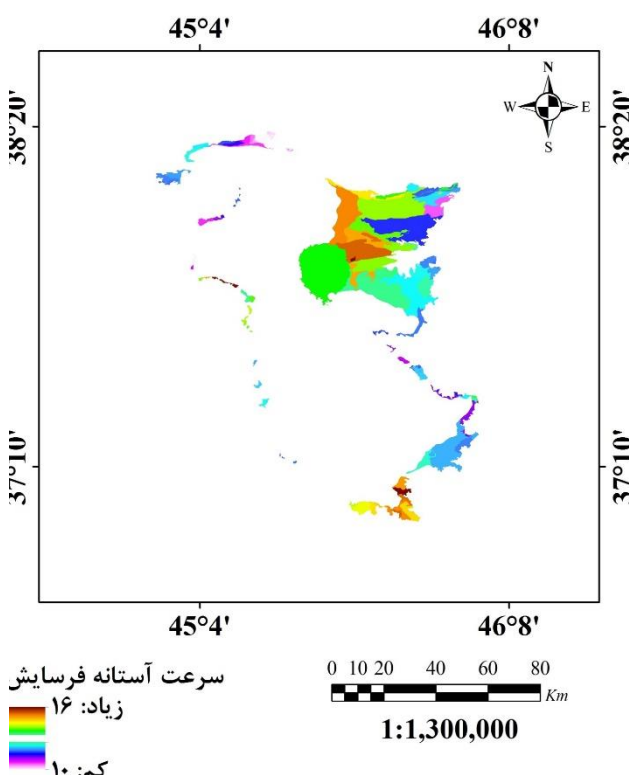 45°4' 46°8'
N
W E
S
38°20' 38°20'
37°10' 37°10'
45°4' 46°8'
سرعت آستانه فرسایش
زیاد: ۱۶
کم: ۱۰
0 10 20 40 60 80
Km
1:1,300,000